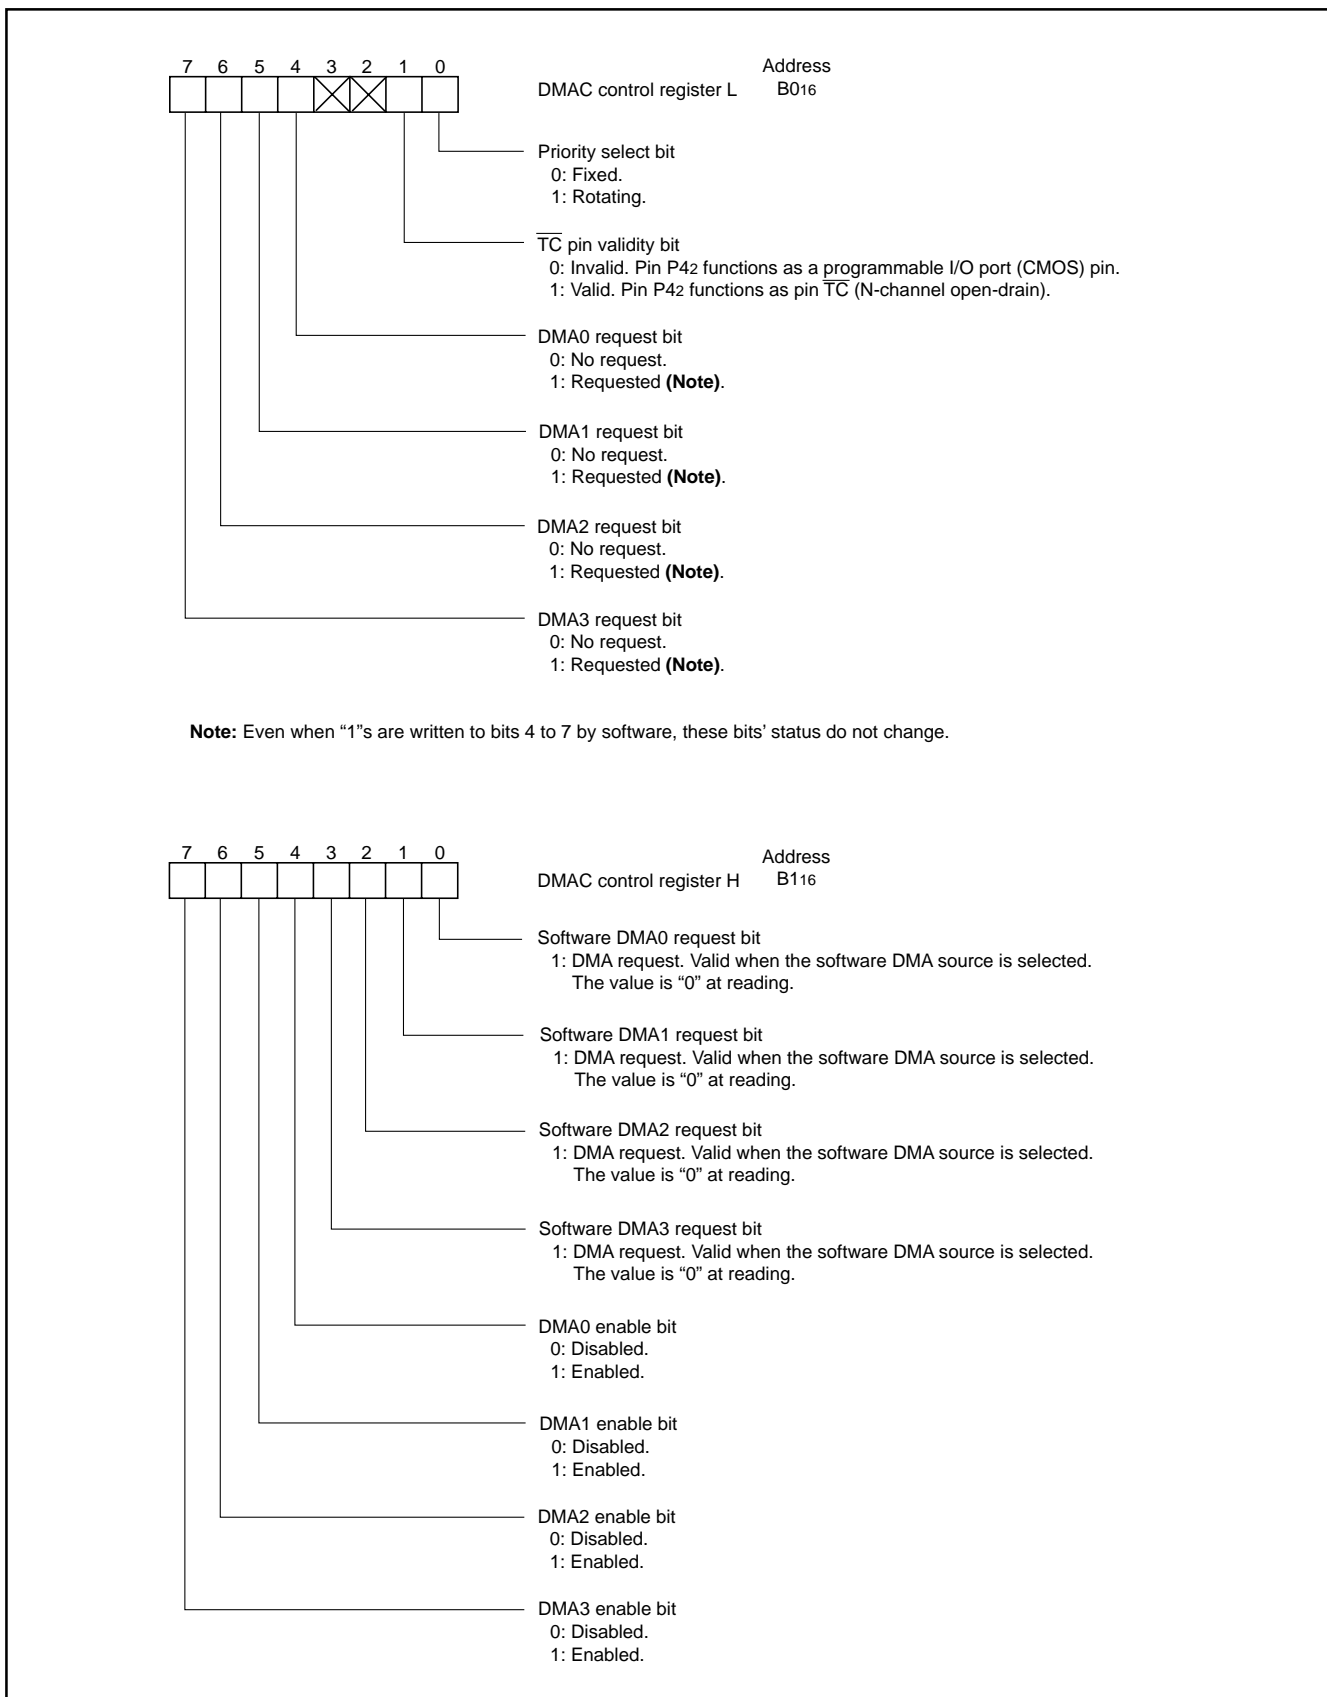 7 6 5 4 3 2 1 0
Address
DMAC control register L B016
Priority select bit
0: Fixed.
1: Rotating.
TC pin validity bit
0: Invalid. Pin P42 functions as a programmable I/O port (CMOS) pin.
1: Valid. Pin P42 functions as pin TC (N-channel open-drain).
DMA0 request bit
0: No request.
1: Requested (Note).
DMA1 request bit
0: No request.
1: Requested (Note).
DMA2 request bit
0: No request.
1: Requested (Note).
DMA3 request bit
0: No request.
1: Requested (Note).
Note: Even when “1”s are written to bits 4 to 7 by software, these bits’ status do not change.
7 6 5 4 3 2 1 0
Address
DMAC control register H B116
Software DMA0 request bit
1: DMA request. Valid when the software DMA source is selected.
The value is “0” at reading.
Software DMA1 request bit
1: DMA request. Valid when the software DMA source is selected.
The value is “0” at reading.
Software DMA2 request bit
1: DMA request. Valid when the software DMA source is selected.
The value is “0” at reading.
Software DMA3 request bit
1: DMA request. Valid when the software DMA source is selected.
The value is “0” at reading.
DMA0 enable bit
0: Disabled.
1: Enabled.
DMA1 enable bit
0: Disabled.
1: Enabled.
DMA2 enable bit
0: Disabled.
1: Enabled.
DMA3 enable bit
0: Disabled.
1: Enabled.